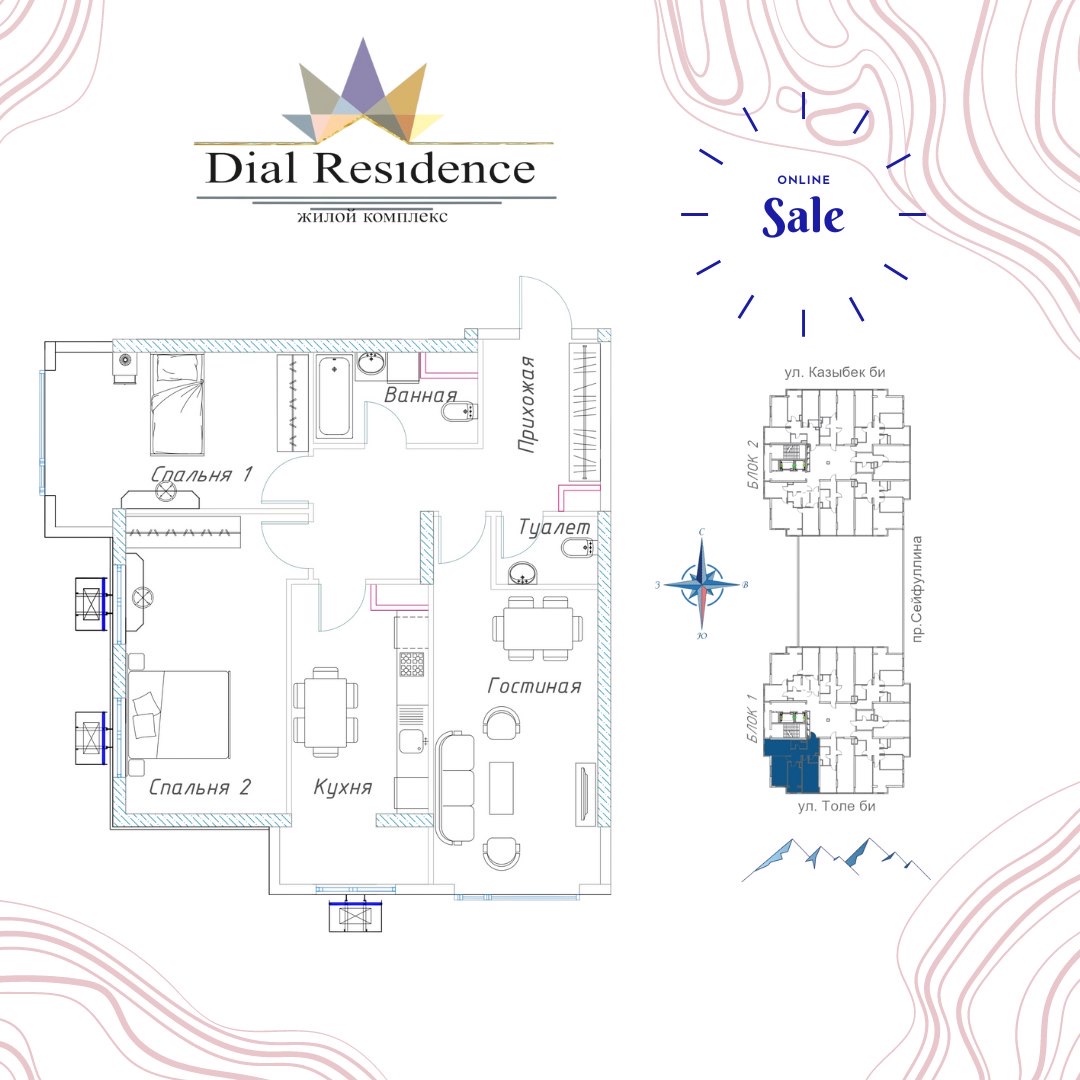 Dial Resıdence
жилой комплекс
ONLINE
Sale
Ванная
Прихожая
Спальня 1
Туалет
Гостиная
Спальня 2
Кухня
ул. Казыбек би
БЛОК 2
С
З
В
Ю
пр.Сейфуллина
БЛОК 1
ул. Толе би